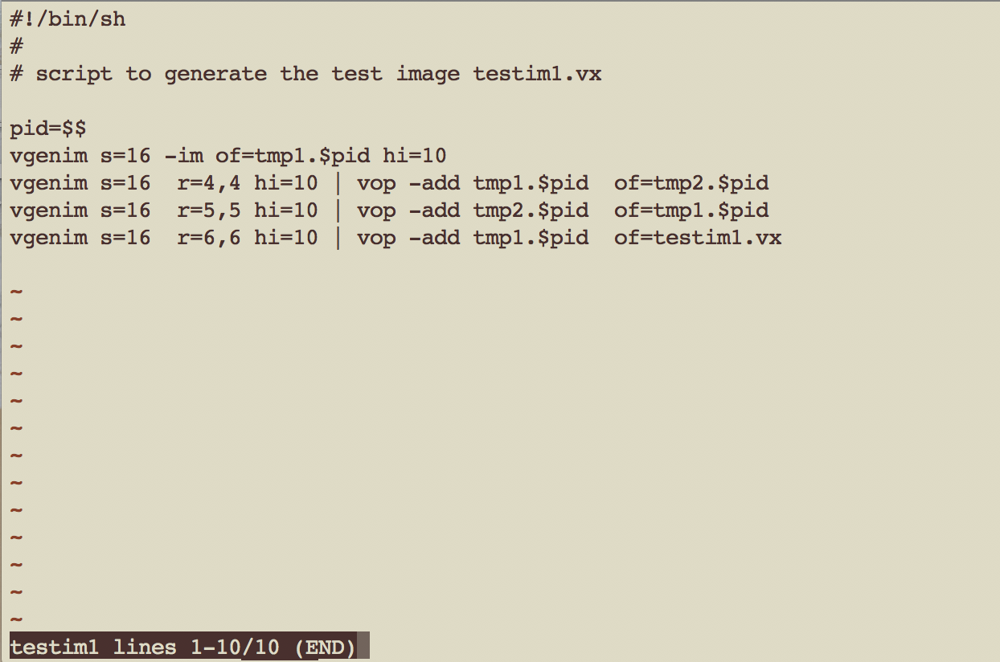 #!/bin/sh
#
# script to generate the test image testim1.vx

pid=$$
vgenim s=16 -im of=tmp1.$pid hi=10
vgenim s=16  r=4,4 hi=10 | vop -add tmp1.$pid  of=tmp2.$pid
vgenim s=16  r=5,5 hi=10 | vop -add tmp2.$pid  of=tmp1.$pid
vgenim s=16  r=6,6 hi=10 | vop -add tmp1.$pid  of=testim1.vx

~
~
~
~
~
~
~
~
~
~
~
~
~
testim1 lines 1-10/10 (END)